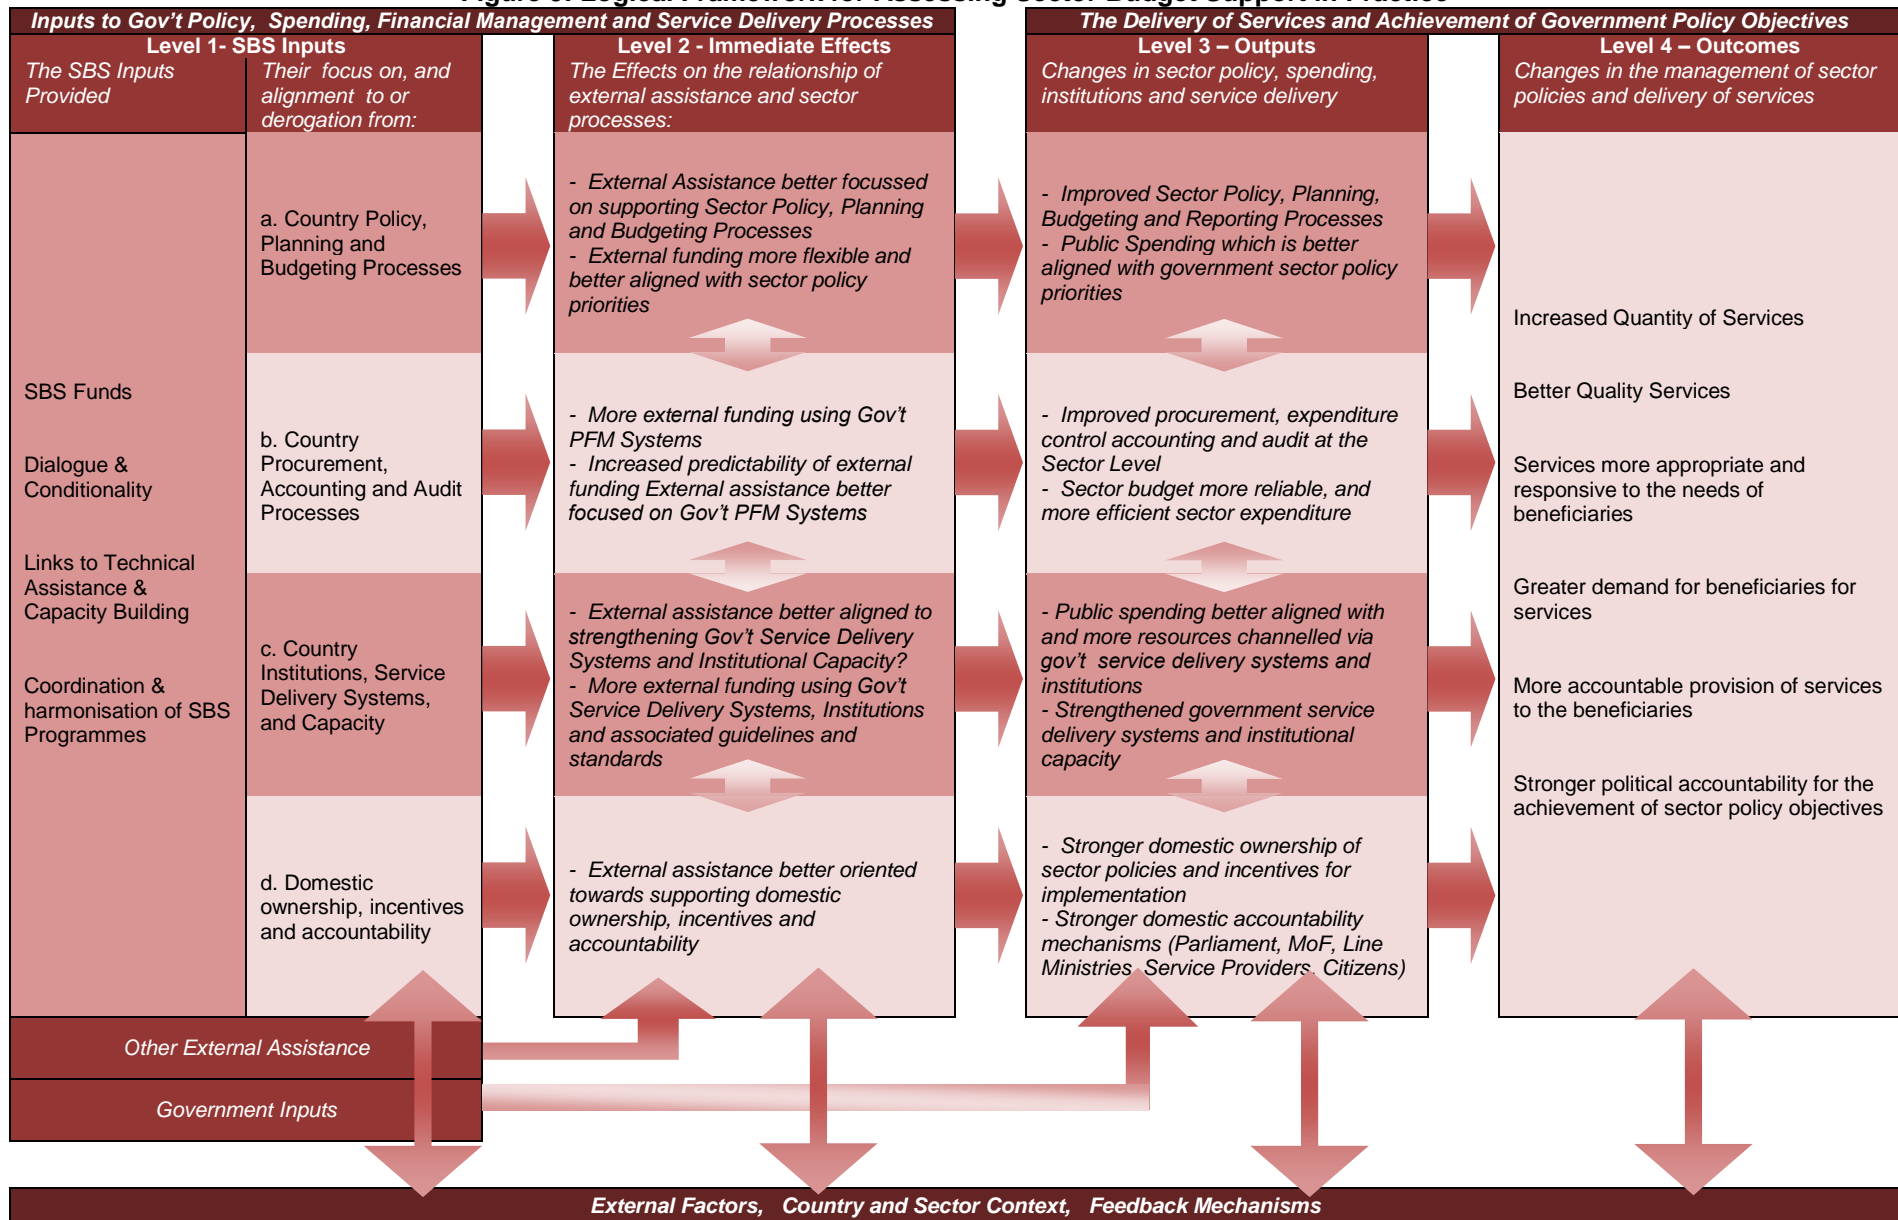 Figure 3: Logical Framework for Assessing Sector Budget Support in Practice
Inputs to Gov't Policy, Spending, Financial Management and Service Delivery Processes
The Delivery of Services and Achievement of Government Policy Objectives
Level 1- SBS Inputs
The SBS Inputs
Provided
Their focus on, and
alignment to or
derogation from:
Level 2 - Immediate Effects
The Effects on the relationship of
external assistance and sector
processes:
Level 3 – Outputs
Changes in sector policy, spending,
institutions and service delivery
Level 4 – Outcomes
Changes in the management of sector
policies and delivery of services
SBS Funds
Dialogue &
Conditionality
Links to Technical
Assistance &
Capacity Building
Coordination &
harmonisation of SBS
Programmes
a. Country Policy,
Planning and
Budgeting Processes
- External Assistance better focussed
on supporting Sector Policy, Planning
and Budgeting Processes
- External funding more flexible and
better aligned with sector policy
priorities
- Improved Sector Policy, Planning,
Budgeting and Reporting Processes
- Public Spending which is better
aligned with government sector policy
priorities
b. Country
Procurement,
Accounting and Audit
Processes
- More external funding using Gov't
PFM Systems
- Increased predictability of external
funding External assistance better
focused on Gov't PFM Systems
- Improved procurement, expenditure
control accounting and audit at the
Sector Level
- Sector budget more reliable, and
more efficient sector expenditure
c. Country
Institutions, Service
Delivery Systems,
and Capacity
- External assistance better aligned to
strengthening Gov't Service Delivery
Systems and Institutional Capacity?
- More external funding using Gov't
Service Delivery Systems, Institutions
and associated guidelines and
standards
- Public spending better aligned with
and more resources channelled via
gov't service delivery systems and
institutions
- Strengthened government service
delivery systems and institutional
capacity
d. Domestic
ownership, incentives
and accountability
- External assistance better oriented
towards supporting domestic
ownership, incentives and
accountability
- Stronger domestic ownership of
sector policies and incentives for
implementation
- Stronger domestic accountability
mechanisms (Parliament, MoF, Line
Ministries, Service Providers, Citizens)
Increased Quantity of Services
Better Quality Services
Services more appropriate and
responsive to the needs of
beneficiaries
Greater demand for beneficiaries for
services
More accountable provision of services
to the beneficiaries
Stronger political accountability for the
achievement of sector policy objectives
Other External Assistance
Government Inputs
External Factors, Country and Sector Context, Feedback Mechanisms